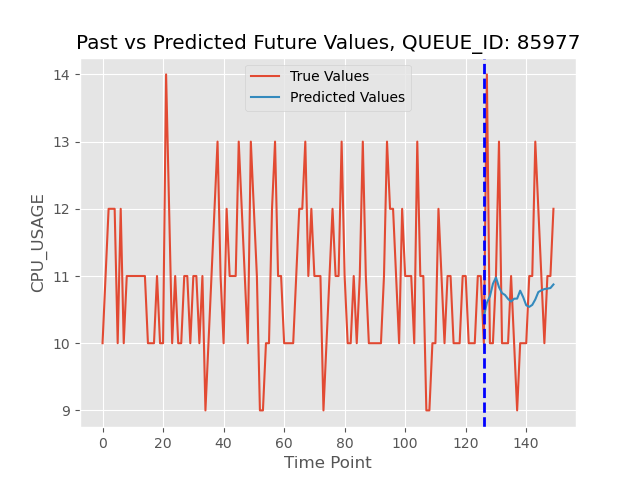 Past vs Predicted Future Values, QUEUE_ID: 85977
True Values
Predicted Values
CPU_USAGE
14
13
12
11
10
9
0 20 40 60 80 100 120 140
Time Point